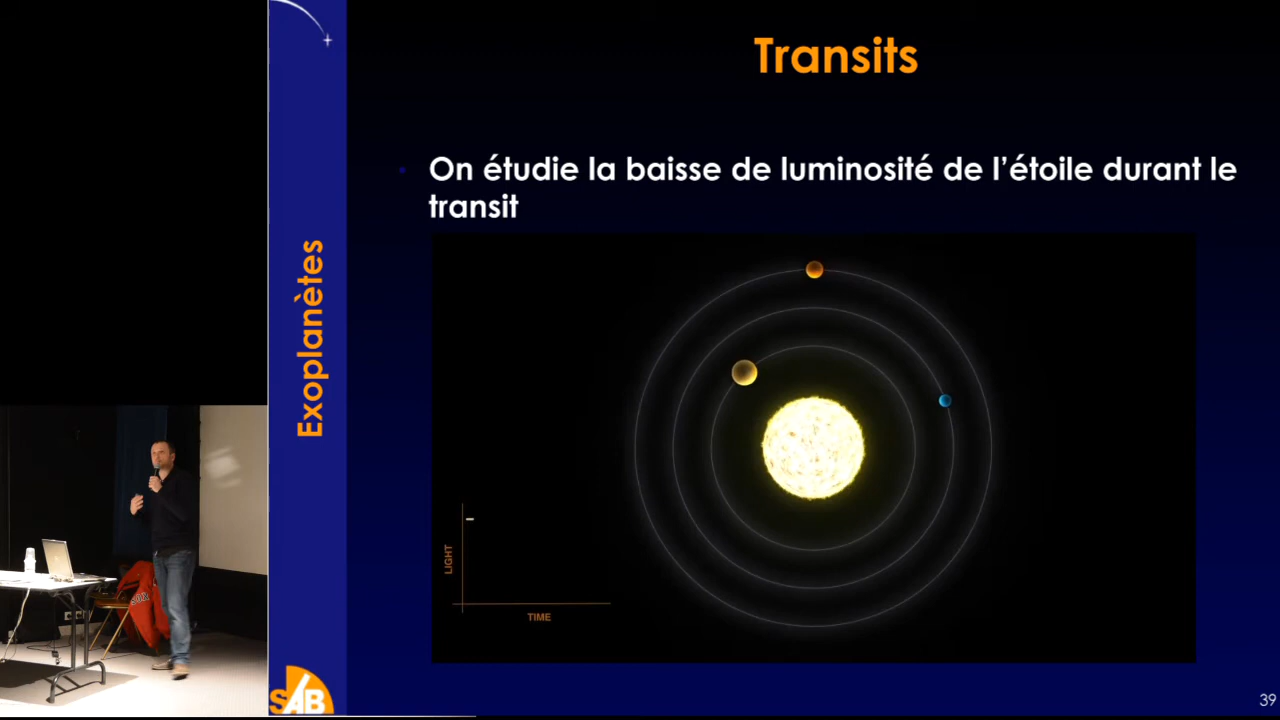 Transits
On étudie la baisse de luminosité de l’étoile durant le
transit
Exoplanètes
LIGHT
TIME
SAB
39